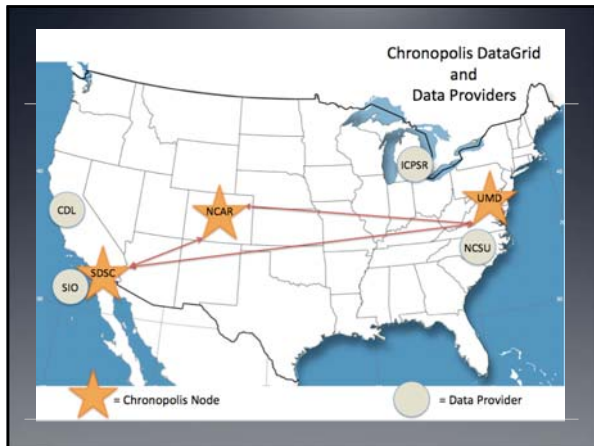 Chronopolis DataGrid
and
Data Providers
ICPSR
UMD
CDL
NCAR
NCSU
SDSC
SIO
= Chronopolis Node
= Data Provider